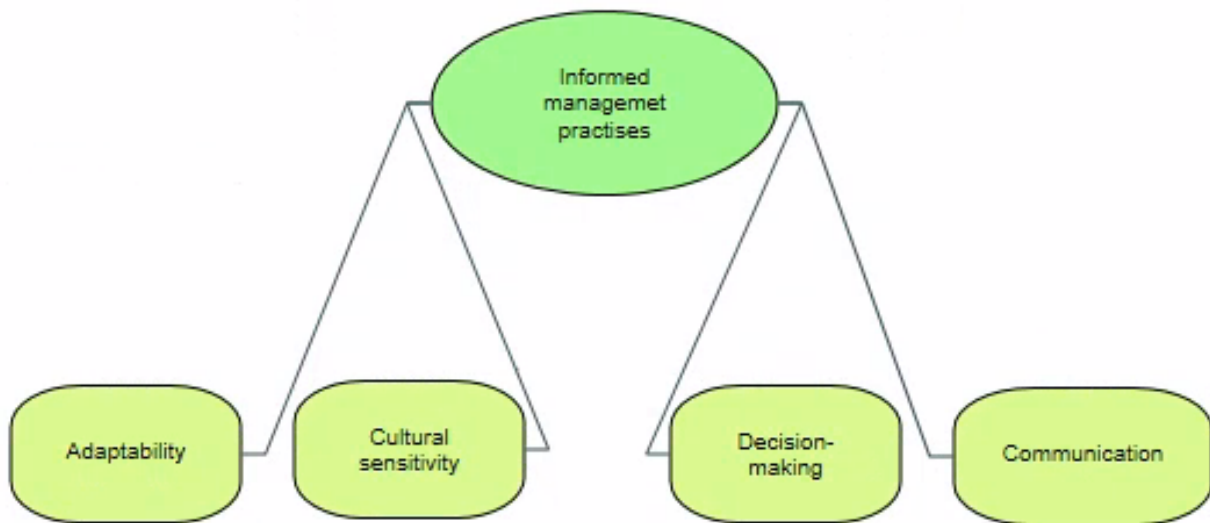 Informed
managemet
practises
Adaptability
Cultural
sensitivity
Decision-
making
Communication